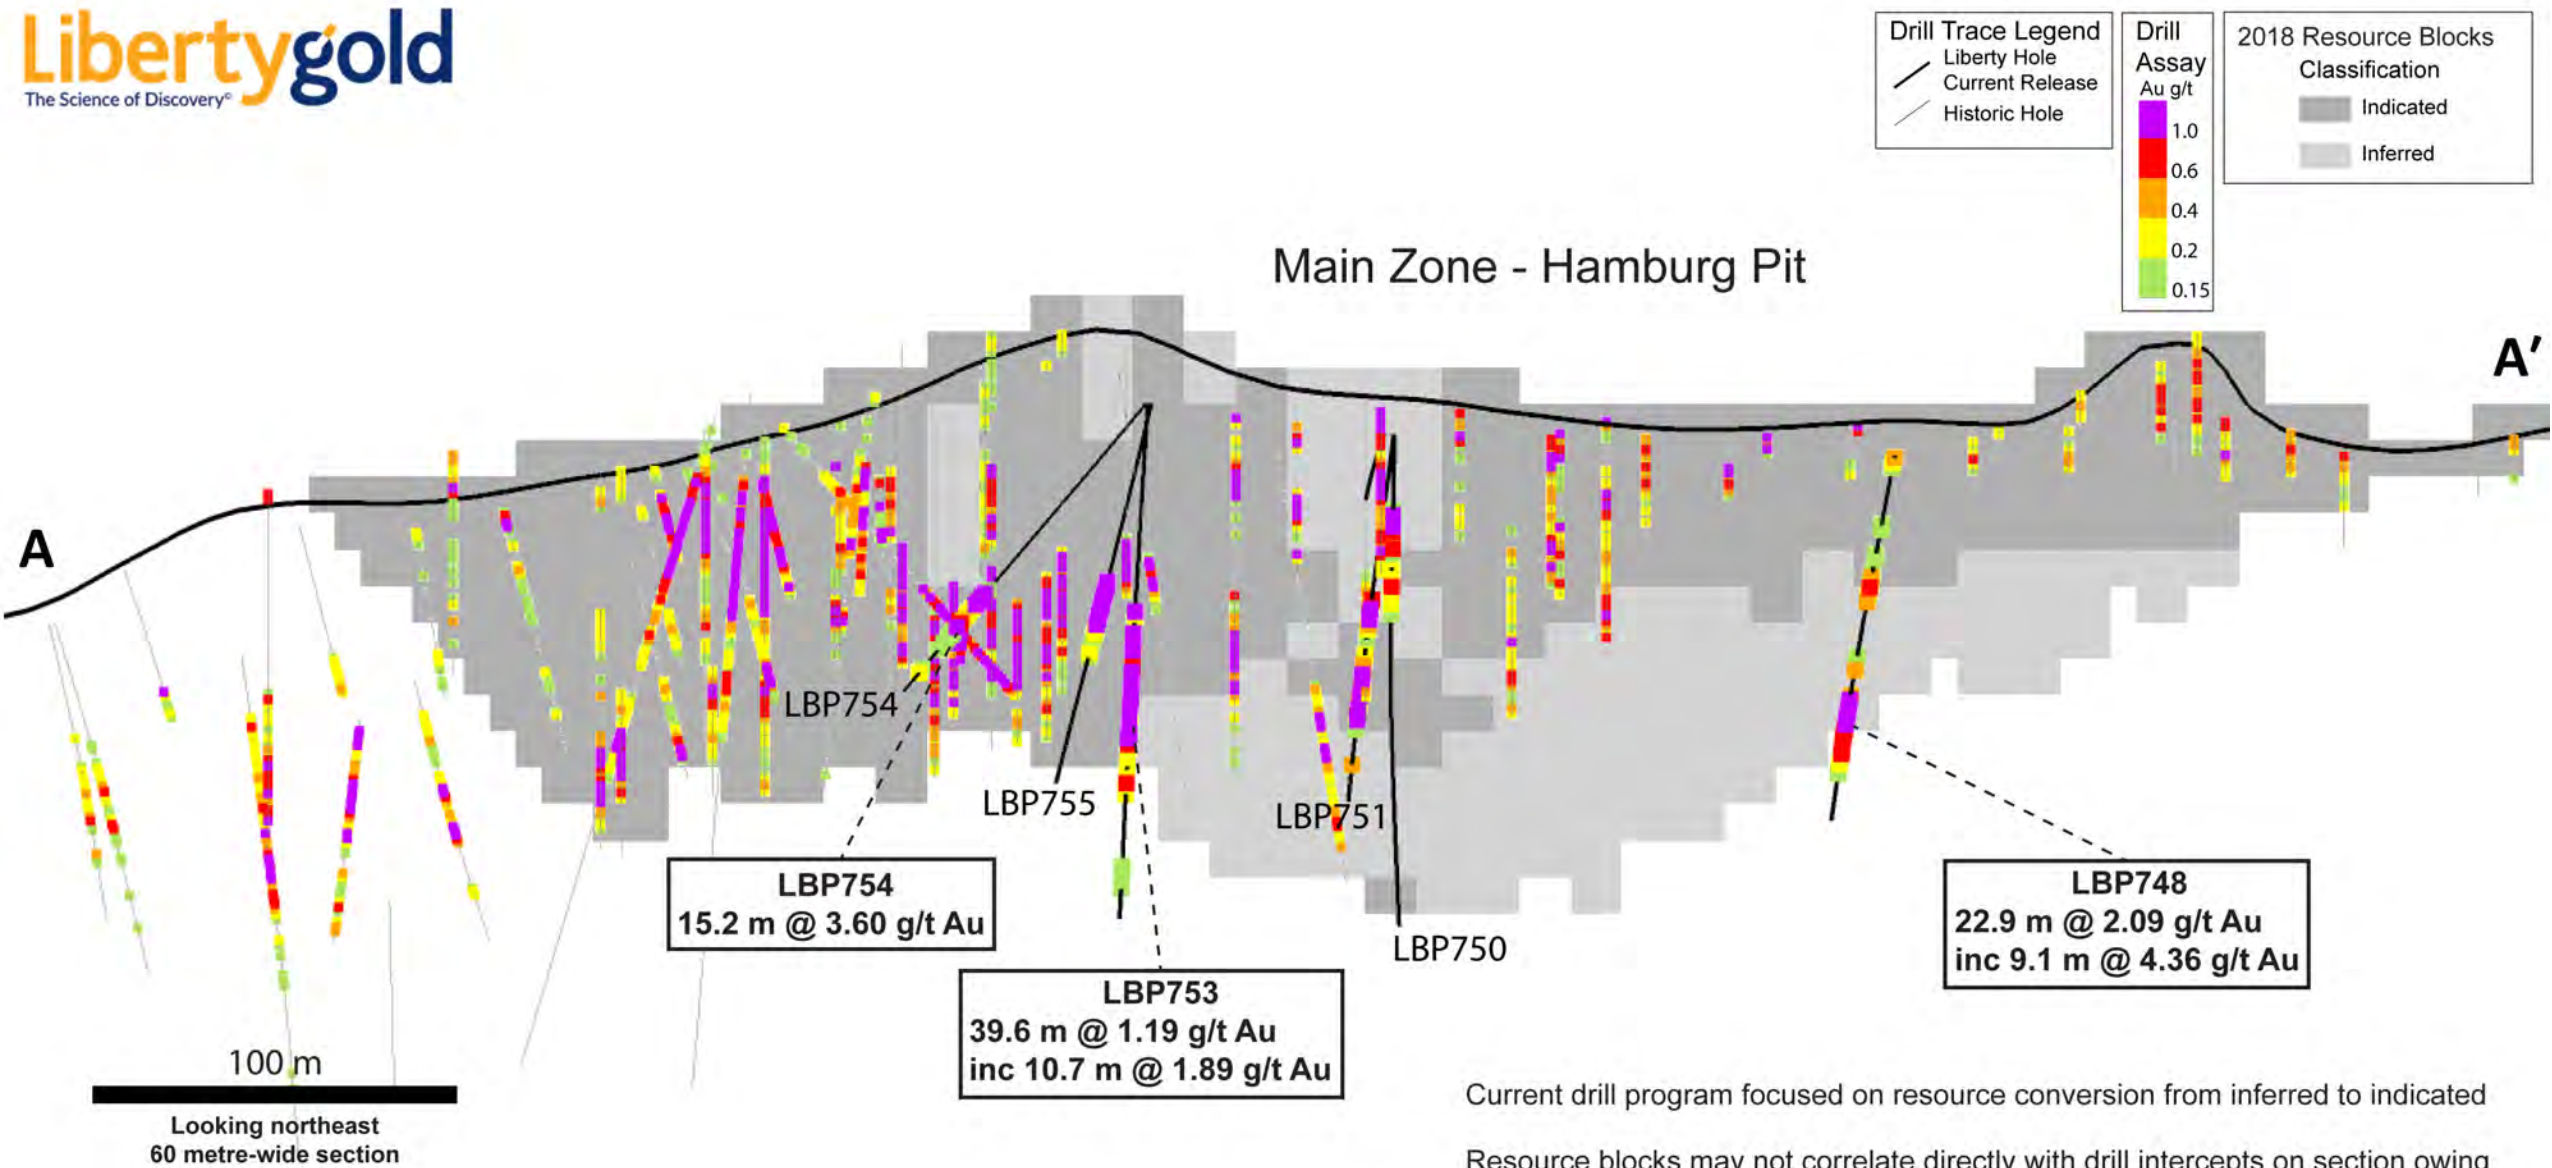 Libertygold
The Science of Discovery©
Drill Trace Legend
Liberty Hole
Current Release
Historic Hole
Drill
Assay
Au g/t
1.0
0.6
0.4
0.2
0.15
2018 Resource Blocks
Classification
Indicated
Inferred
Main Zone - Hamburg Pit
A
A′
LBP754
LBP755
LBP751
LBP750
LBP754
15.2 m @ 3.60 g/t Au
LBP753
39.6 m @ 1.19 g/t Au
inc 10.7 m @ 1.89 g/t Au
LBP748
22.9 m @ 2.09 g/t Au
inc 9.1 m @ 4.36 g/t Au
100 m
Looking northeast
60 metre-wide section
Current drill program focused on resource conversion from inferred to indicated
Resource blocks may not correlate directly with drill intercepts on section owing